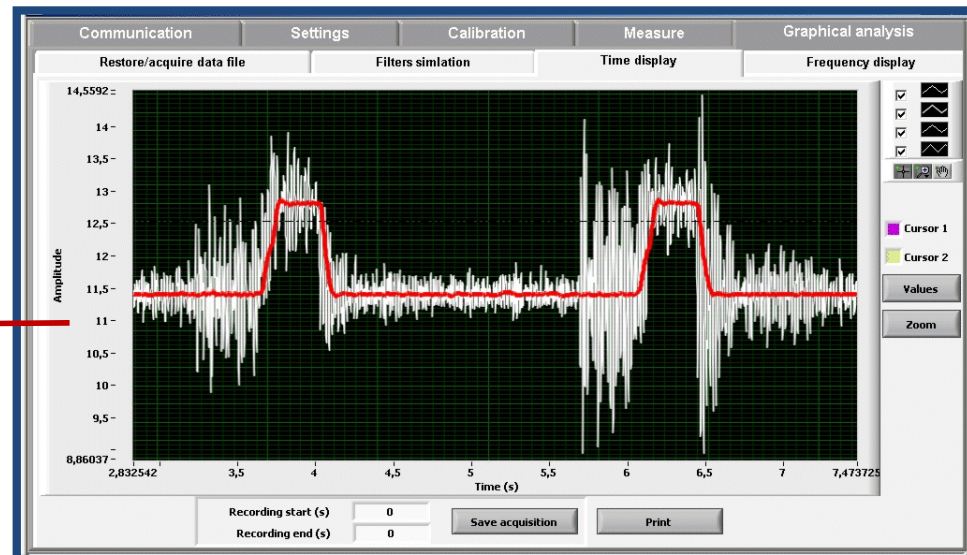 Communication Settings Calibration Measure Graphical analysis
Restore/acquire data file Filters simlation Time display Frequency display
14,5592
14
13,5
13
12,5
12
11,5
11
10,5
10
9,5
8,86037
Amplitude
2,832542 3,5 4 4,5 5 5,5 6 6,5 7 7,473725
Time (s)
Cursor 1
Cursor 2
Values
Zoom
Recording start (s) 0
Recording end (s) 0
Save acquisition
Print